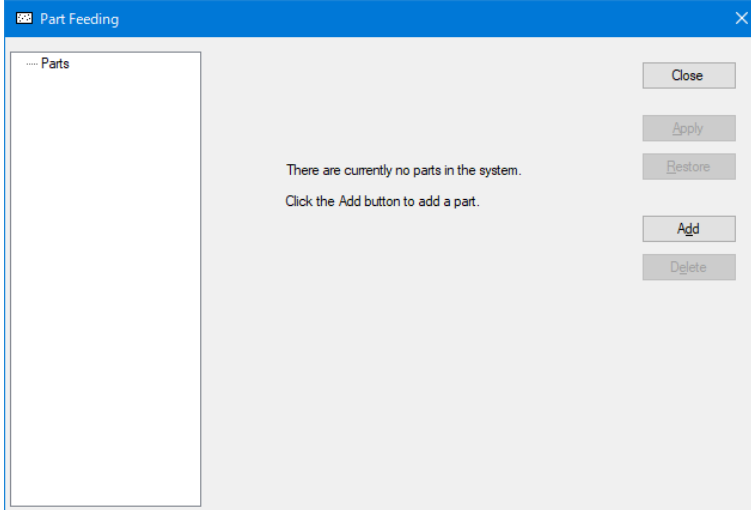 Part Feeding
Parts
There are currently no parts in the system.
Click the Add button to add a part.
Close
Apply
Restore
Add
Delete